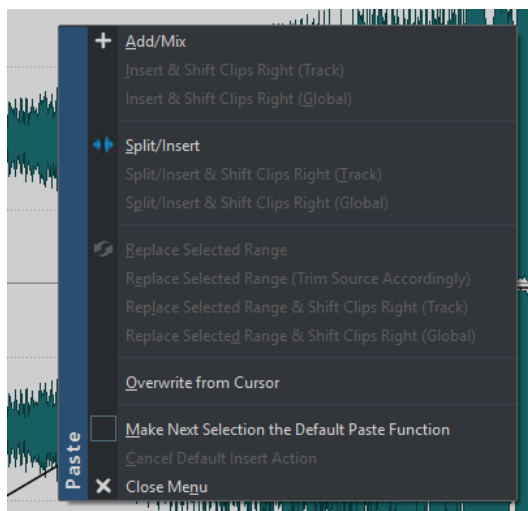 Add/Mix
Insert & Shift Clips Right (Track)
Insert & Shift Clips Right (Global)
Split/Insert
Split/Insert & Shift Clips Right (Track)
Split/Insert & Shift Clips Right (Global)
Replace Selected Range
Replace Selected Range (Trim Source Accordingly)
Replace Selected Range & Shift Clips Right (Track)
Replace Selected Range & Shift Clips Right (Global)
Overwrite from Cursor
Make Next Selection the Default Paste Function
Cancel Default Insert Action
Close Menu
Paste